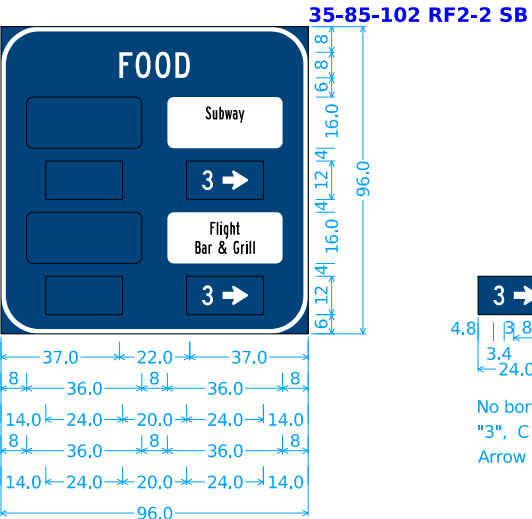 35-85-102 RF2-2 SB
FOOD
Subway
3
Flight
Bar & Grill
3
8
8
6
16.0
4
12
4
16.0
4
12
6
96.0
37.0 22.0 37.0
8 36.0 8 36.0 8
14.0 24.0 20.0 24.0 14.0
8 36.0 8 36.0 8
14.0 24.0 20.0 24.0 14.0
96.0
3
4.8 3 8
3.4
24.0
No bor
"3", C
Arrow